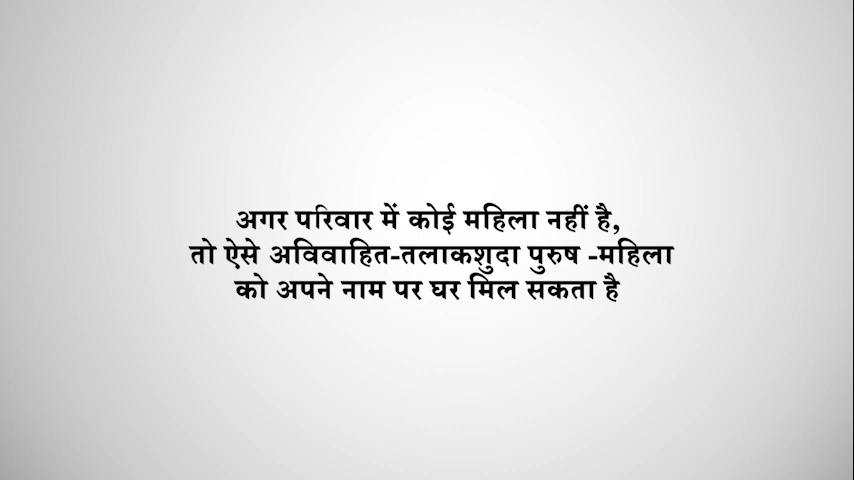 अगर परिवार में कोई महिला नहीं है,
तो ऐसे अविवाहित-तलाकशुदा पुरुष -महिला
को अपने नाम पर घर मिल सकता है